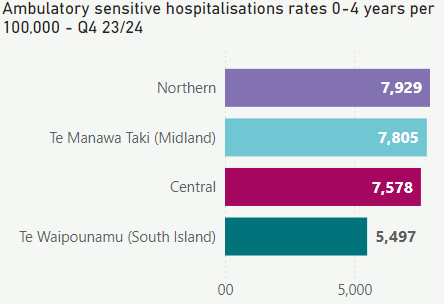 Ambulatory sensitive hospitalisations rates 0-4 years per
100,000 - Q4 23/24
Northern 7,929
Te Manawa Taki (Midland) 7,805
Central 7,578
Te Waipounamu (South Island) 5,497
00 5,000